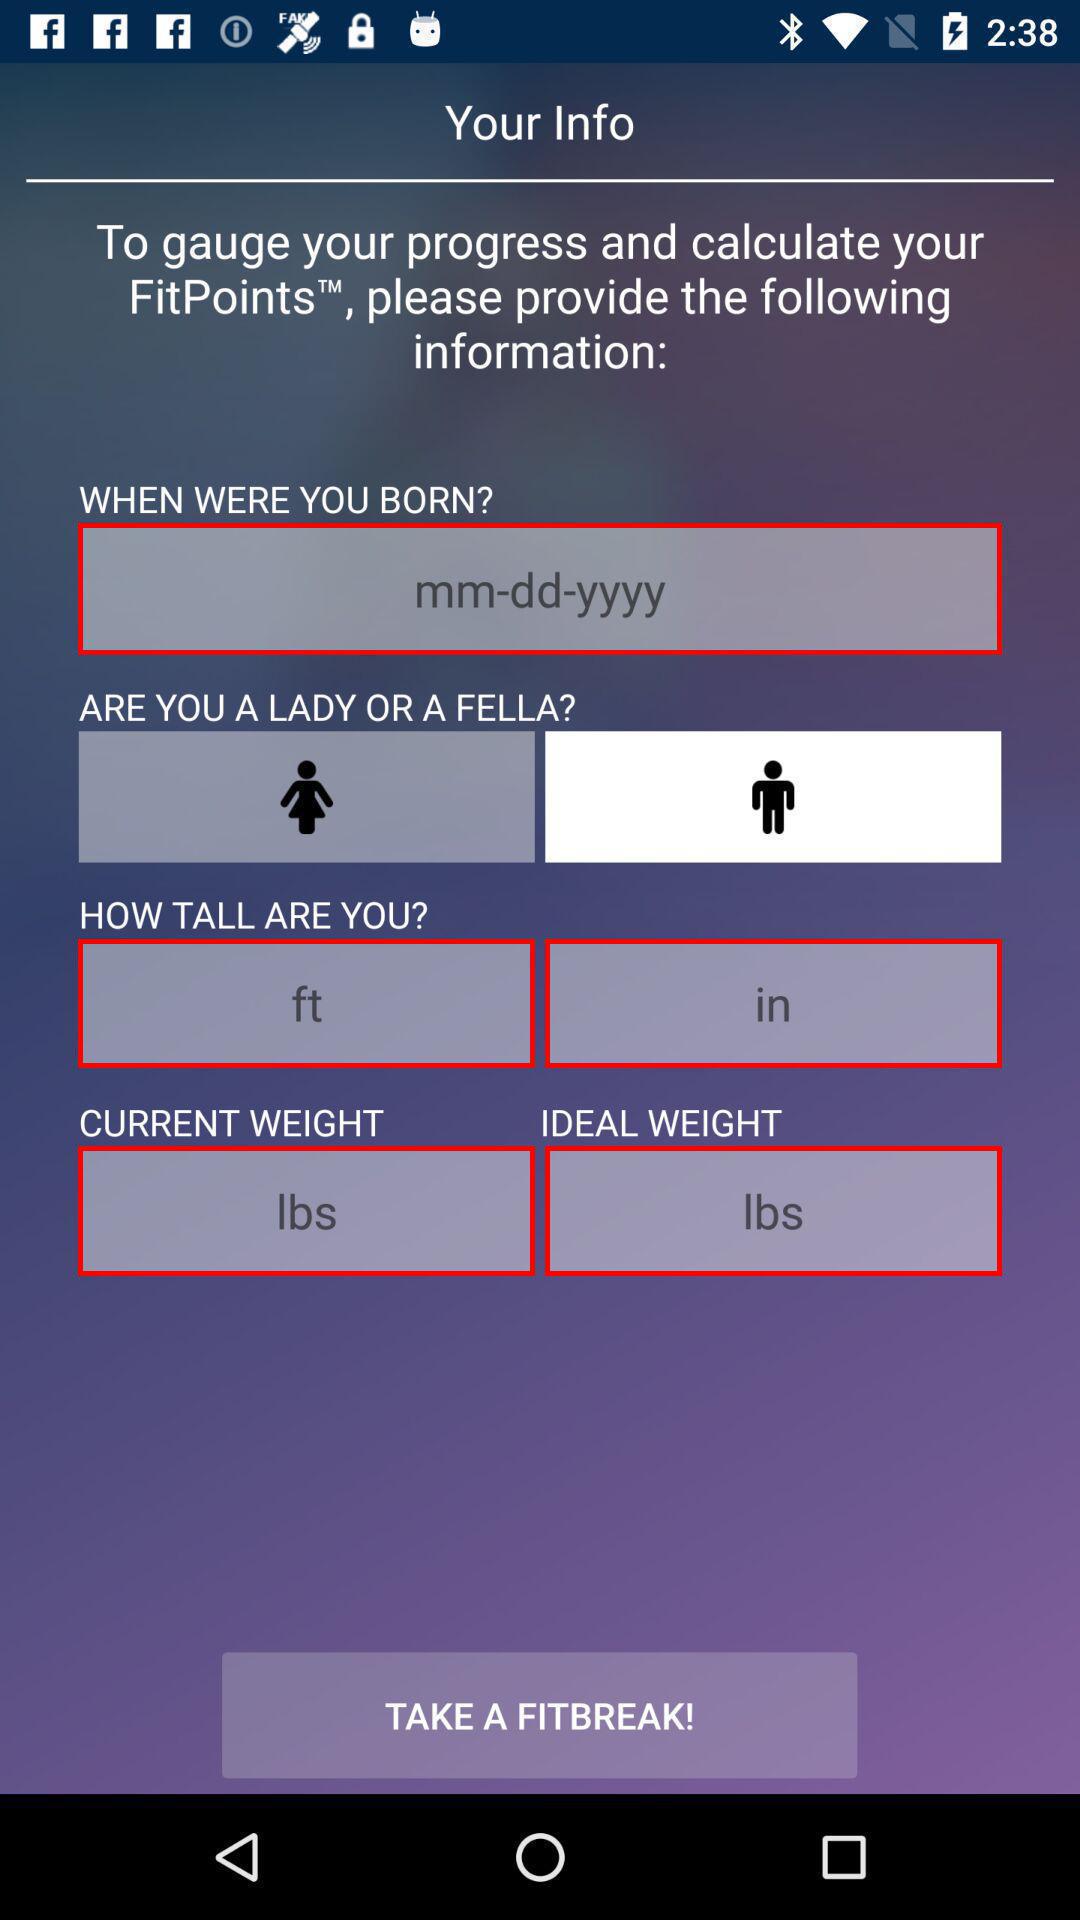 FAKE
2:38
Your Info
To gauge your progress and calculate your
FitPoints™, please provide the following
information:
WHEN WERE YOU BORN?
mm-dd-yyyy
ARE YOU A LADY OR A FELLA?
HOW TALL ARE YOU?
ft in
CURRENT WEIGHT IDEAL WEIGHT
lbs lbs
TAKE A FITBREAK!